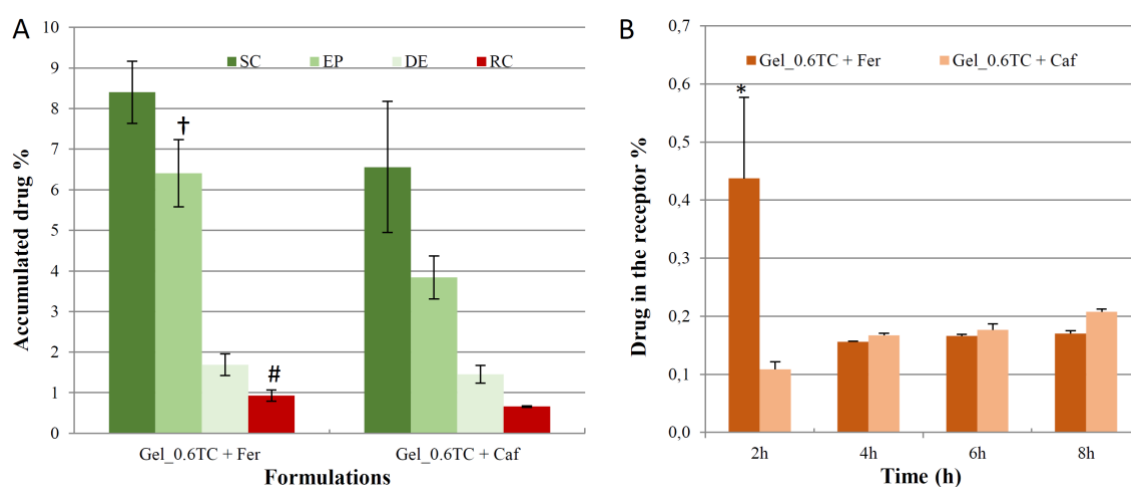 A
Accumulated drug %
10
9
8
7
6
5
4
3
2
1
0
SC EP DE RC
†
#
Gel_0.6TC + Fer Gel_0.6TC + Caf
Formulations
B
Drug in the receptor %
0,7
0,6
0,5
0,4
0,3
0,2
0,1
0,0
Gel_0.6TC + Fer Gel_0.6TC + Caf
*
2h 4h 6h 8h
Time (h)